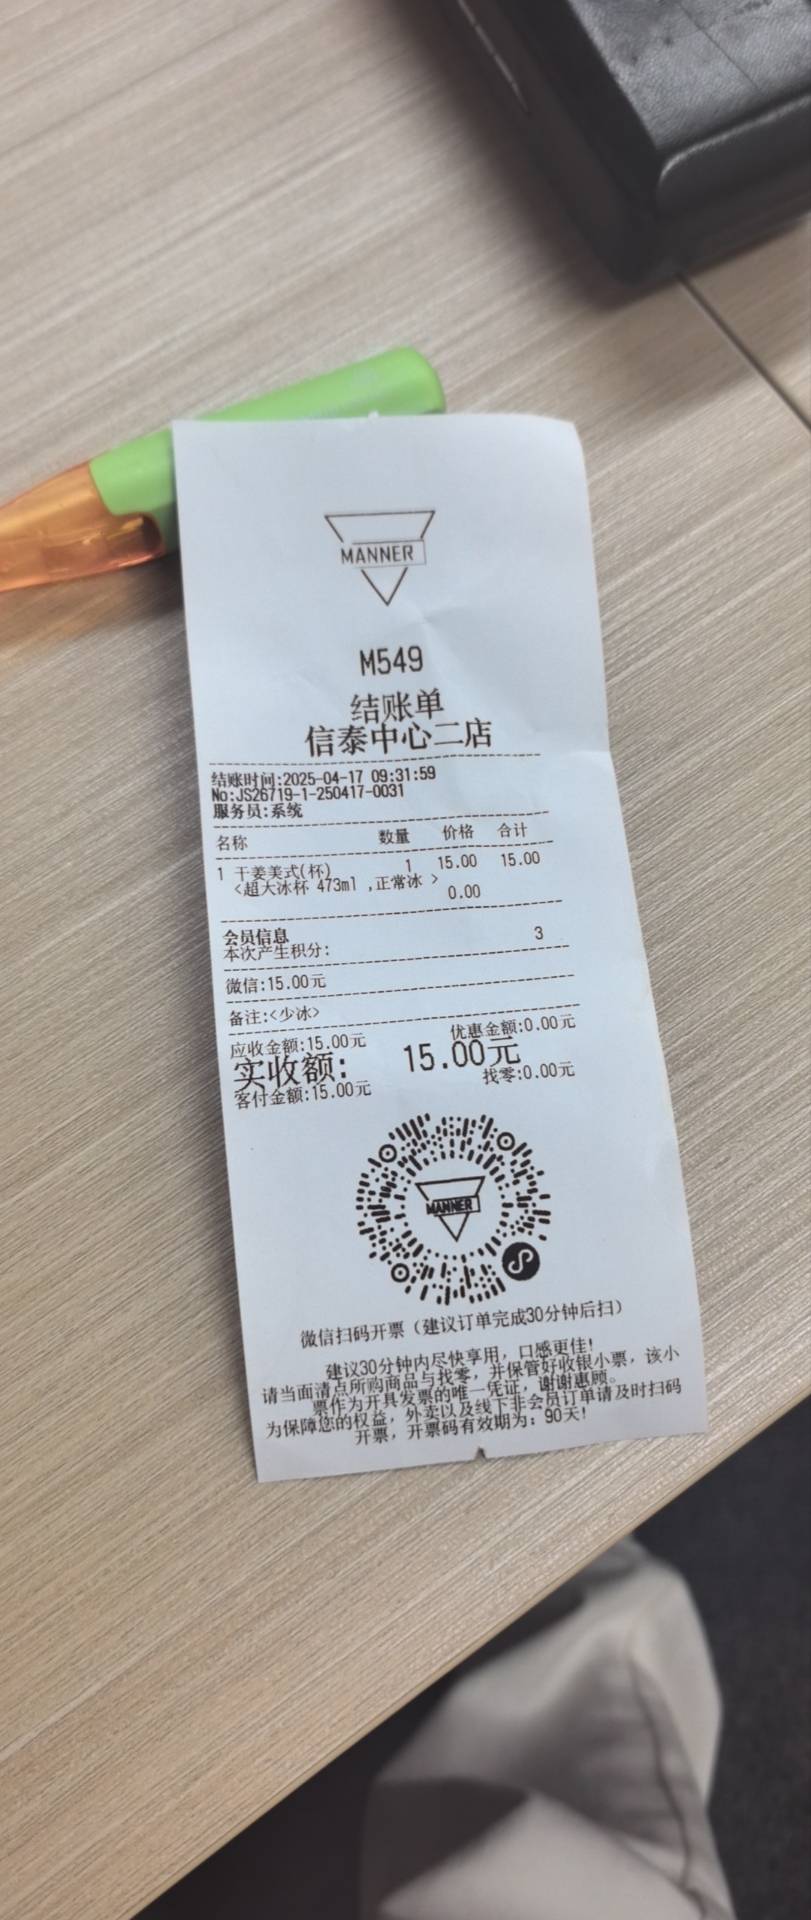 MANNER
M549
结账单
信泰中心二店
结账时间:2025-04-17 09:31:59
No:JS26719-1-250417-0031
服务员:系统
名称 数量 价格 合计
1 干姜美式(杯) 1 15.00 15.00
<超大冰杯 473ml ,正常冰 >
0.00
会员信息
本次产生积分: 3
微信:15.00元
备注:<少冰>
应收金额:15.00元 优惠金额:0.00元
实收额: 15.00元
客付金额:15.00元 找零:0.00元
MANNER
微信扫码开票（建议订单完成30分钟后扫）
建议30分钟内尽快享用，口感更佳!
请当面清点所购商品与找零，并保管好收银小票，该小
票作为开具发票的唯一凭证，谢谢惠顾。
为保障您的权益，外卖以及线下非会员订单请及时扫码
开票，开票码有效期为：90天!